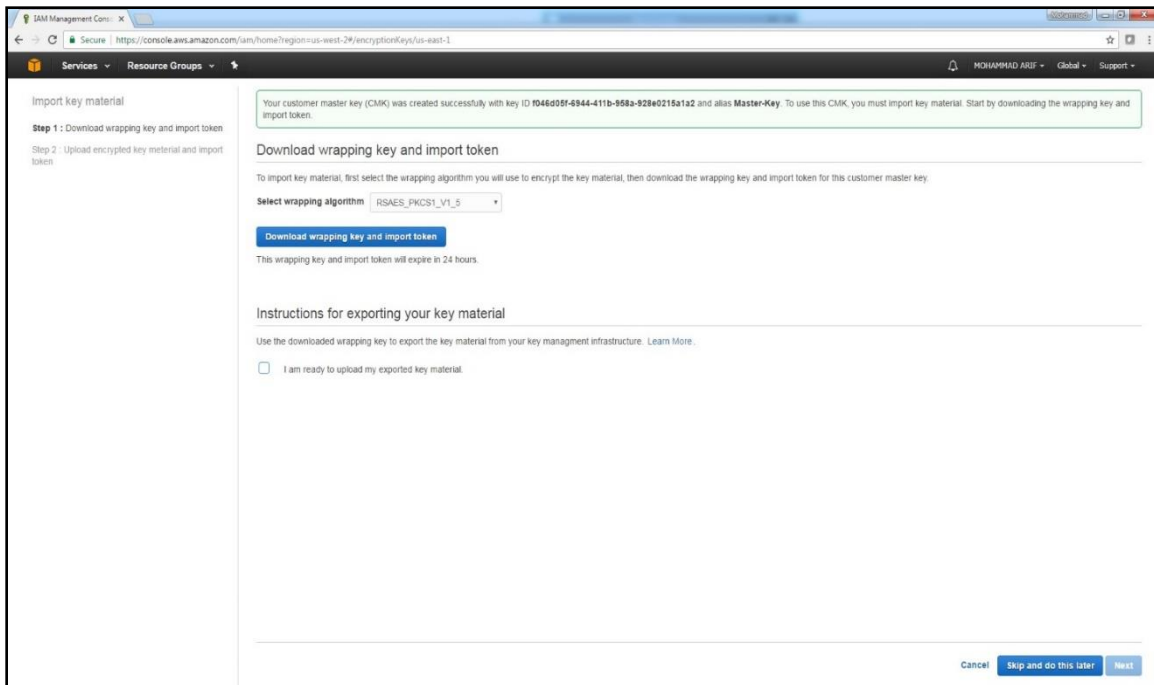 IAM Management Cons
Secure
https://console.aws.amazon.com/iam/home?region=us-west-2#/encryptionKeys/us-east-1
Services
Resource Groups
MOHAMMAD ARIF
Global
Support
Import key material
Step 1 : Download wrapping key and import token
Step 2 : Upload encrypted key meterial and import
token
Your customer master key (CMK) was created successfully with key ID f046d05f-6944-411b-958a-928e0215a1a2 and alias Master-Key. To use this CMK, you must import key material. Start by downloading the wrapping key and
import token.
Download wrapping key and import token
To import key material, first select the wrapping algorithm you will use to encrypt the key material, then download the wrapping key and import token for this customer master key.
Select wrapping algorithm RSAES_PKCS1_V1_5
Download wrapping key and import token
This wrapping key and import token will expire in 24 hours.
Instructions for exporting your key material
Use the downloaded wrapping key to export the key material from your key managment infrastructure. Learn More.
I am ready to upload my exported key material.
Cancel
Skip and do this later
Next